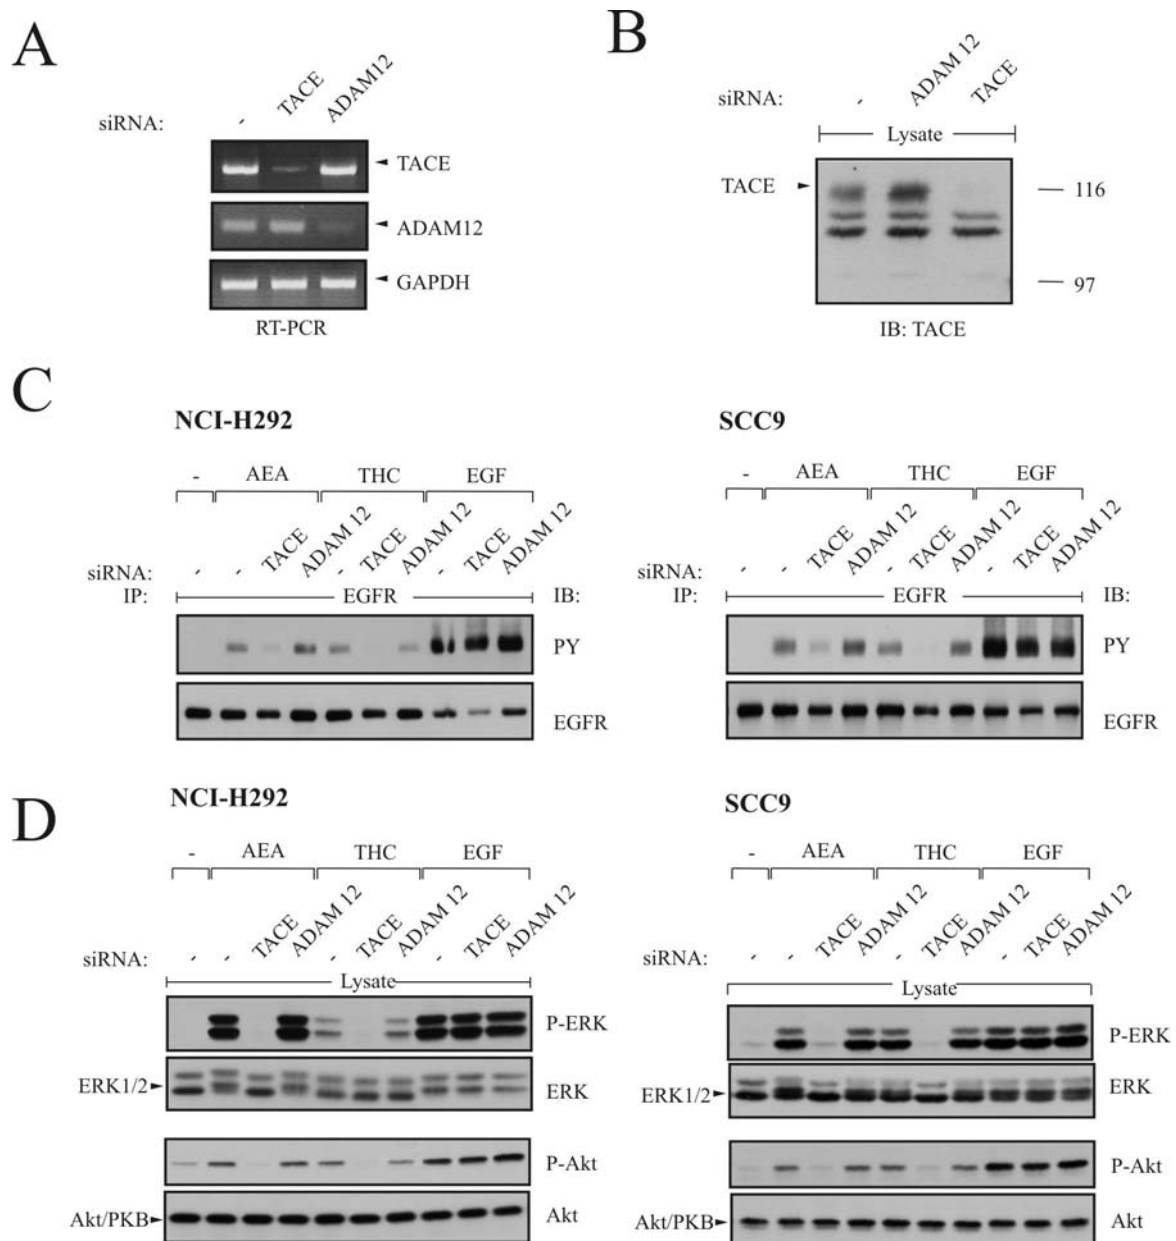 A
siRNA: - TACE ADAM12
TACE
ADAM12
GAPDH
RT-PCR
B
siRNA: - ADAM 12 TACE
Lysate
TACE 116
97
IB: TACE
C
NCI-H292
- AEA THC EGF
siRNA: - - TACE ADAM 12 - TACE ADAM 12 - TACE ADAM 12
IP: EGFR IB:
PY
EGFR
SCC9
- AEA THC EGF
siRNA: - - TACE ADAM 12 - TACE ADAM 12 - TACE ADAM 12
IP: EGFR IB:
PY
EGFR
D
NCI-H292
- AEA THC EGF
siRNA: - - TACE ADAM 12 - TACE ADAM 12 - TACE ADAM 12
Lysate
P-ERK
ERK1/2 ERK
P-Akt
Akt/PKB Akt
SCC9
- AEA THC EGF
siRNA: - - TACE ADAM 12 - TACE ADAM 12 - TACE ADAM 12
Lysate
P-ERK
ERK1/2 ERK
P-Akt
Akt/PKB Akt